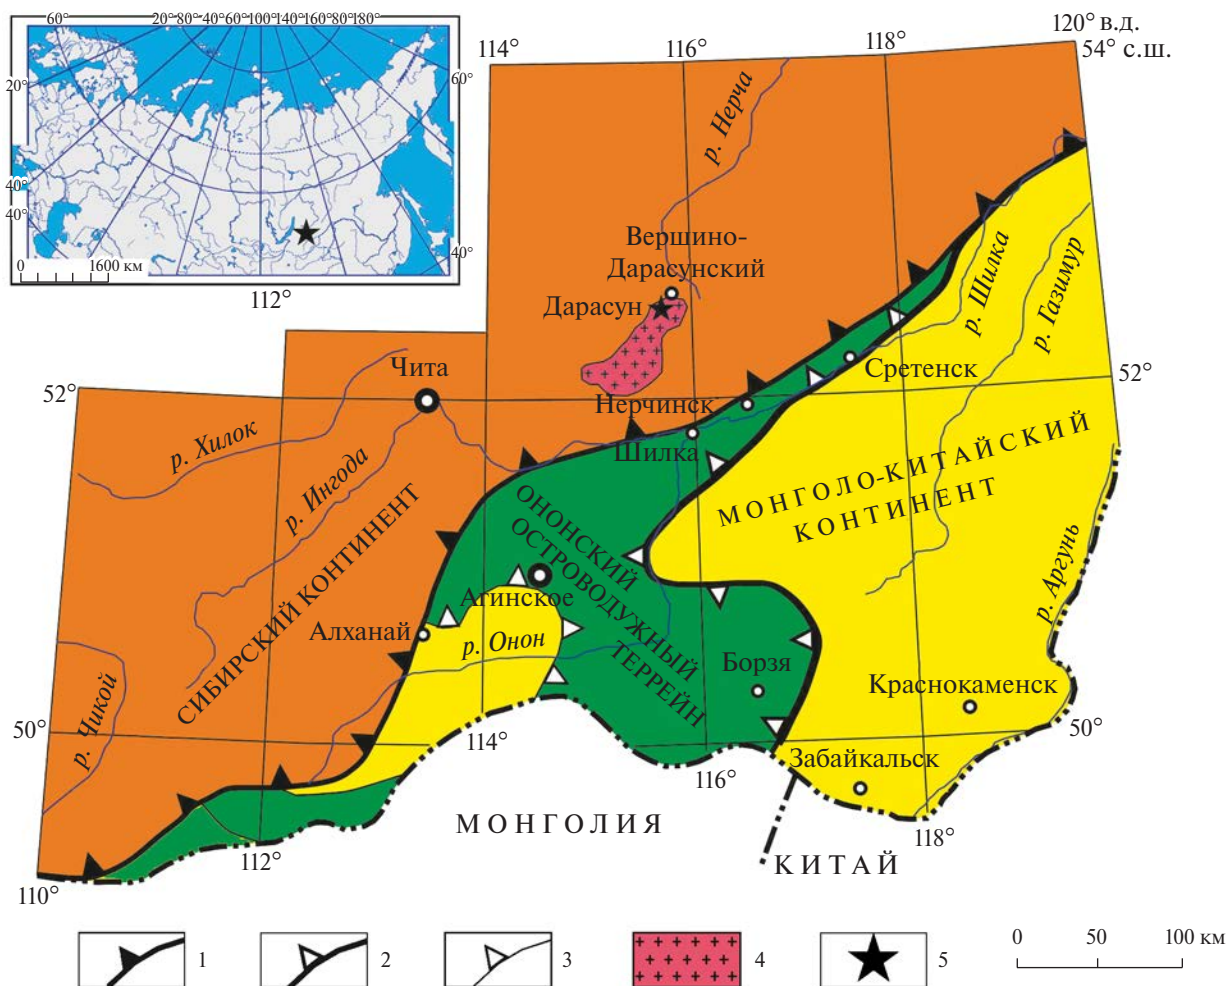 60° 20° 80° 40° 60° 100° 140° 160° 80° 180°
20°
60°
40°
40°
40°
0 1600 км
112°
114°
116°
118°
120° в.д.
54° с.ш.
р. Нерча
Вершино-
Дарасунский
Дарасун
р. Шилка
р. Газимур
Чита
52°
Сретенск
52°
Нерчинск
Шилка
р. Хилок
р. Ингода
МОНГОЛО-КИТАЙСКИЙ
КОНТИНЕНТ
СИБИРСКИЙ КОНТИНЕНТ
ОНОНСКИЙ
ОСТРОВОДУЖНЫЙ
ТЕРРЕЙН
Агинское
Алханай
р. Онон
р. Аргунь
Борзя
Краснокаменск
р. Чикой
50°
50°
114°
116°
Забайкальск
118°
МОНГОЛИЯ
КИТАЙ
112°
110°
1
2
3
4
5
0 50 100 км